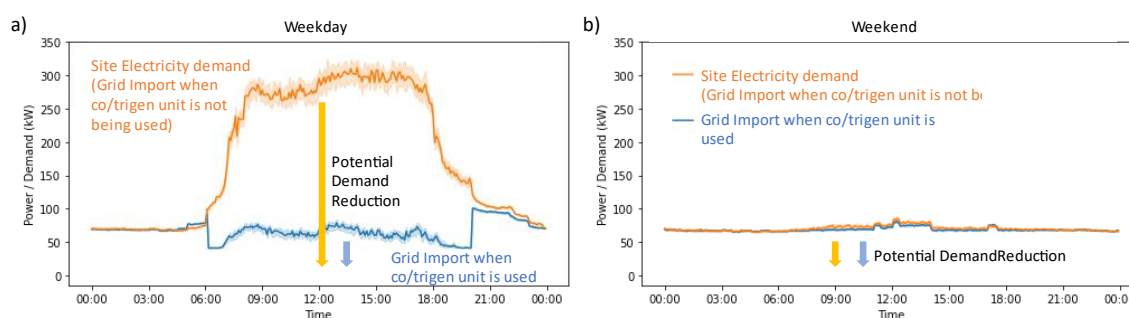 a)
Weekday
350
300
250
200
150
100
50
0
Power / Demand (kW)
Site Electricity demand
(Grid Import when
co/trigen unit is not
being used)
Potential
Demand
Reduction
Grid Import when
co/trigen unit is used
00:00 03:00 06:00 09:00 12:00 15:00 18:00 21:00 00:00
Time
b)
Weekend
350
300
250
200
150
100
50
0
Power / Demand (kW)
Site Electricity demand
(Grid Import when co/trigen unit is not be
Grid Import when co/trigen unit is
used
Potential DemandReduction
00:00 03:00 06:00 09:00 12:00 15:00 18:00 21:00 00:00
Time